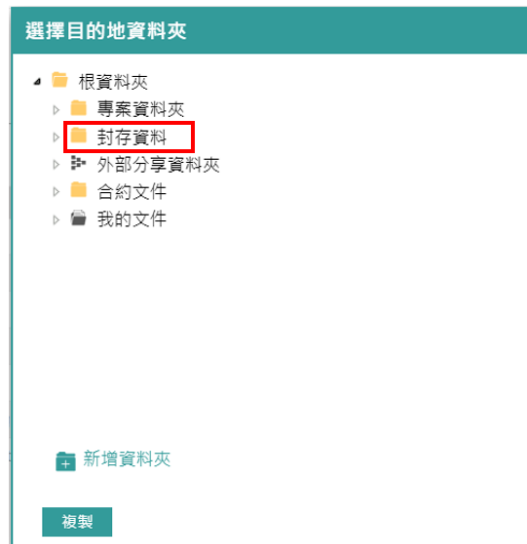 選擇目的地資料夾
根資料夾
專案資料夾
封存資料
外部分享資料夾
合約文件
我的文件
新增資料夾
複製